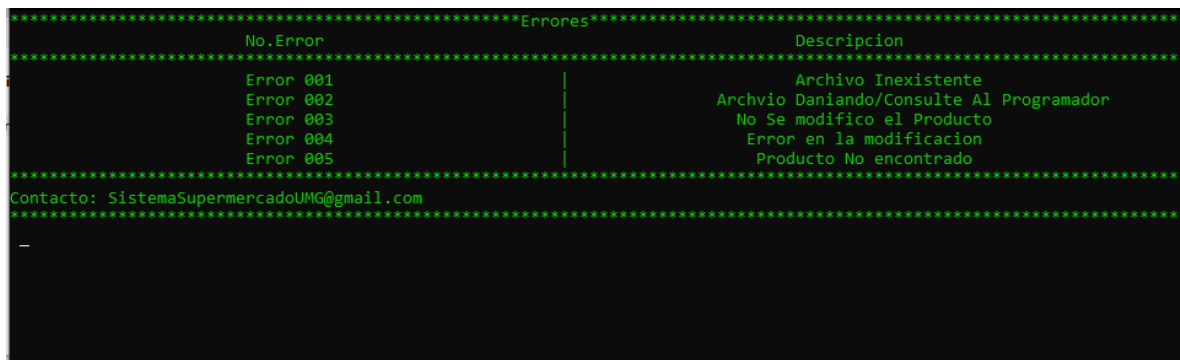 ****************************************************Errores************************************************************
No.Error Descripcion
***********************************************************************************************************************
Error 001 | Archivo Inexistente
Error 002 | Archvio Daniando/Consulte Al Programador
Error 003 | No Se modifico el Producto
Error 004 | Error en la modificacion
Error 005 | Producto No encontrado
***********************************************************************************************************************
Contacto: SistemaSupermercadoUMG@gmail.com
***********************************************************************************************************************
_